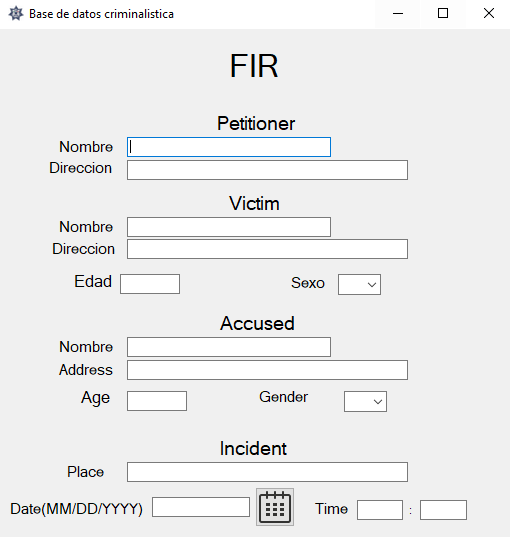 Base de datos criminalistica
FIR
Petitioner
Nombre
Direccion
Victim
Nombre
Direccion
Edad Sexo
Accused
Nombre
Address
Age Gender
Incident
Place
Date(MM/DD/YYYY) Time :